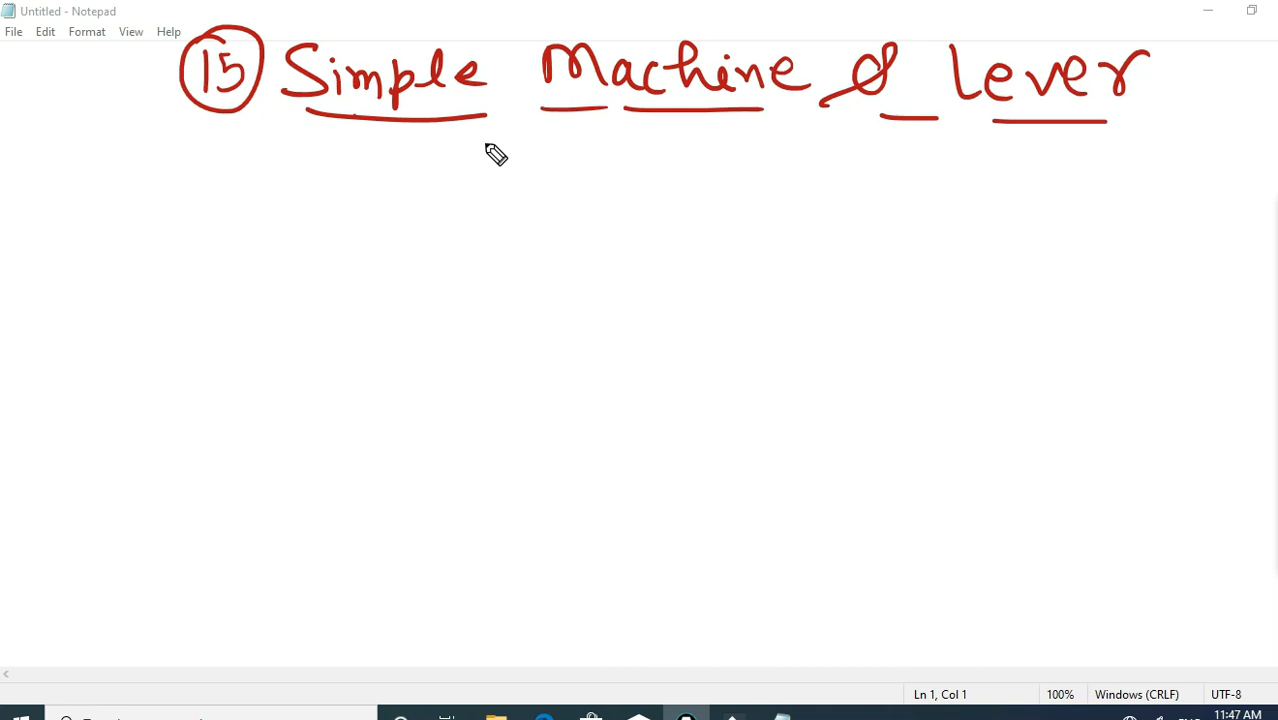 Untitled - Notepad
File Edit Format View Help
15 Simple Machine & Lever
Ln 1, Col 1 100% Windows (CRLF) UTF-8
11:47 AM